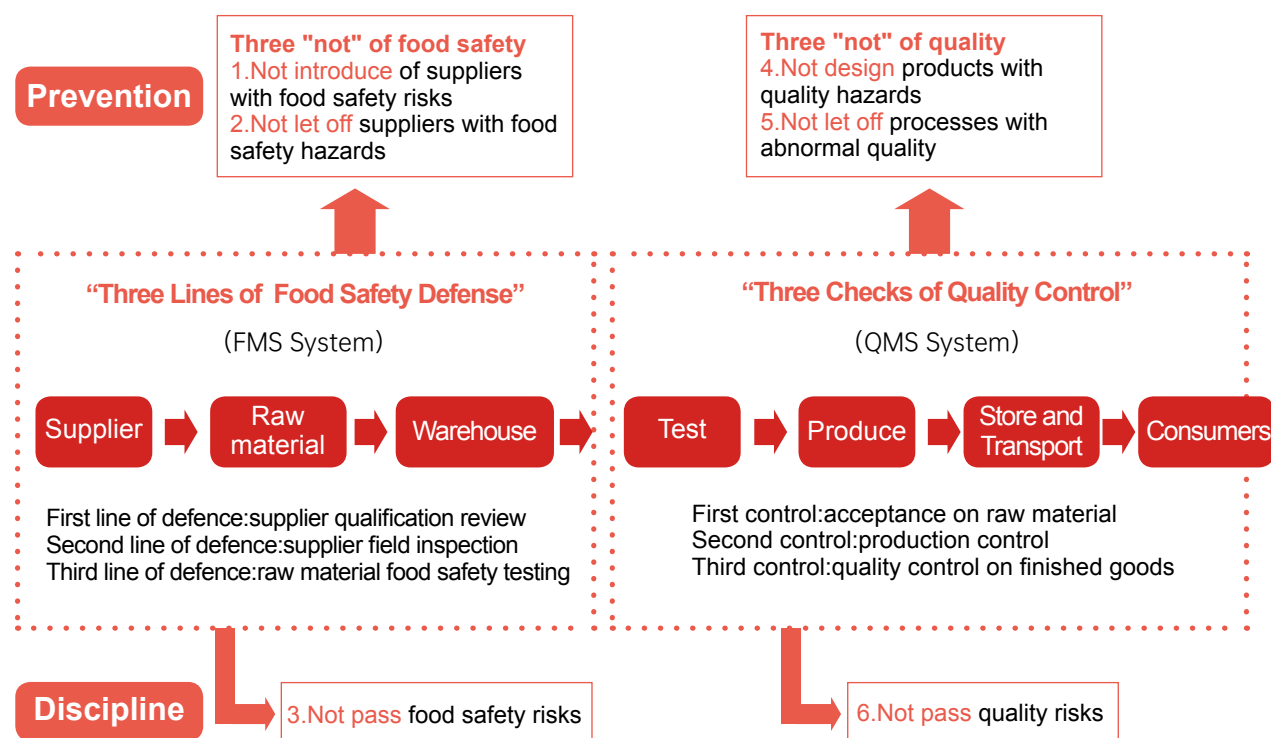 Prevention
Three "not" of food safety
1.Not introduce of suppliers
with food safety risks
2.Not let off suppliers with food
safety hazards
Three "not" of quality
4.Not design products with
quality hazards
5.Not let off processes with
abnormal quality
“Three Lines of Food Safety Defense”
(FMS System)
Supplier
Raw
material
Warehouse
First line of defence:supplier qualification review
Second line of defence:supplier field inspection
Third line of defence:raw material food safety testing
“Three Checks of Quality Control”
(QMS System)
Test
Produce
Store and
Transport
Consumers
First control:acceptance on raw material
Second control:production control
Third control:quality control on finished goods
Discipline
3.Not pass food safety risks
6.Not pass quality risks